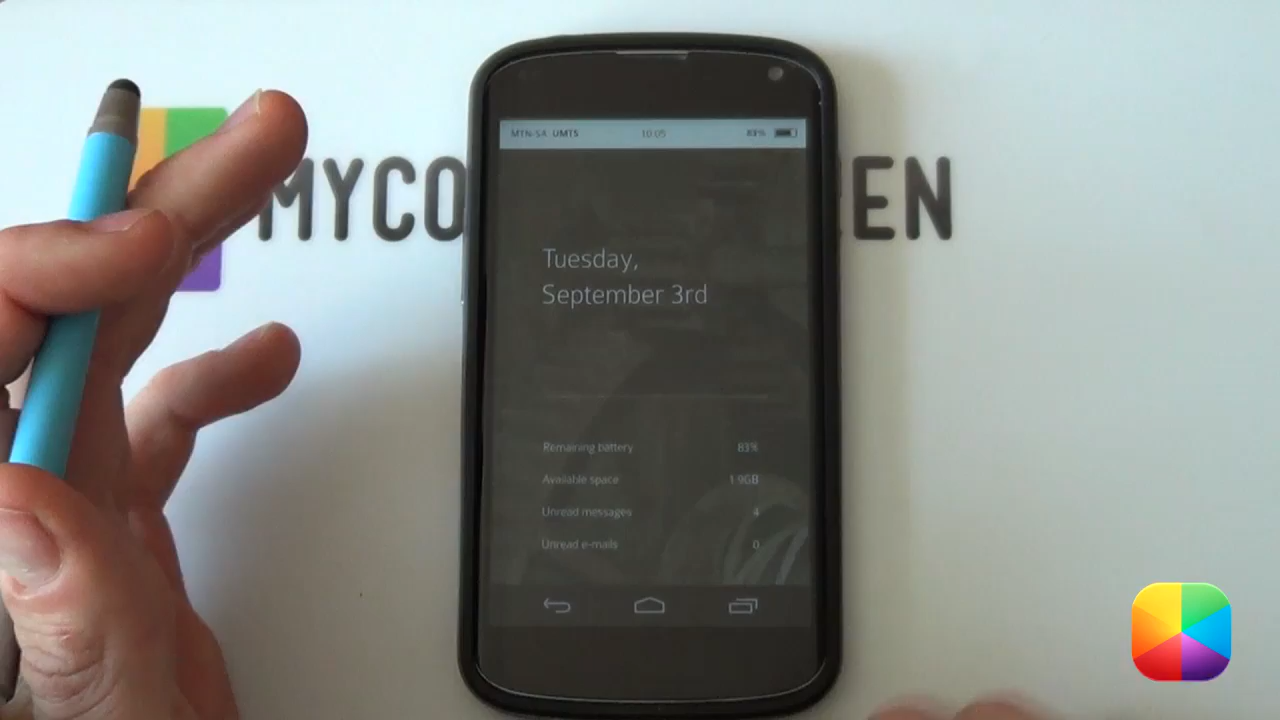 MYCO EEN
MTN-SA UMTS 10:05 83%
Tuesday,
September 3rd
Remaining battery 83%
Available space 1.9GB
Unread messages 4
Unread e-mails 0